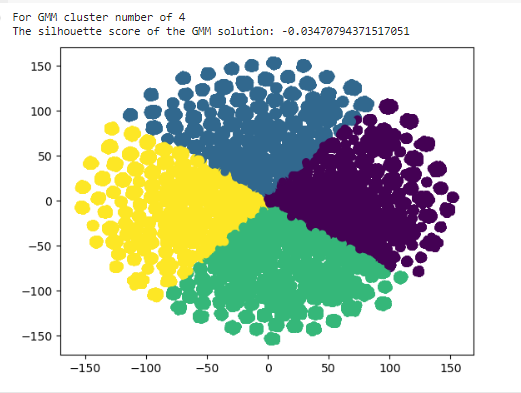 For GMM cluster number of 4
The silhouette score of the GMM solution: -0.03470794371517051
150
100
50
0
−50
−100
−150
−150 −100 −50 0 50 100 150